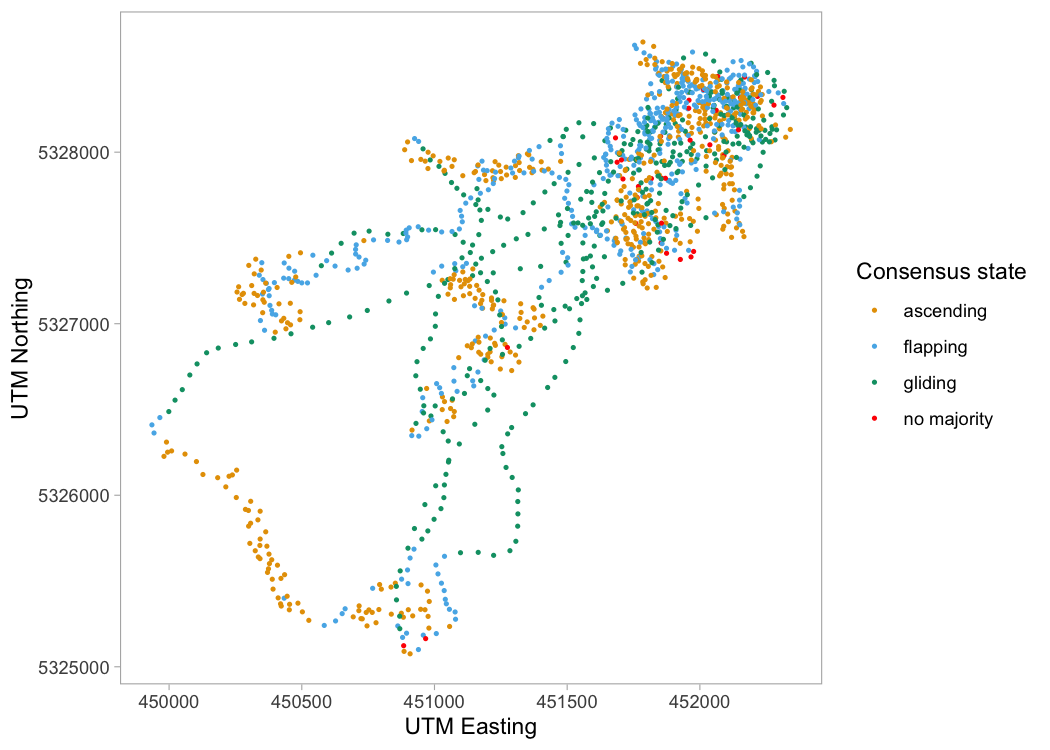 UTM Northing
5328000
5327000
5326000
5325000
450000 450500 451000 451500 452000
UTM Easting
Consensus state
ascending
flapping
gliding
no majority